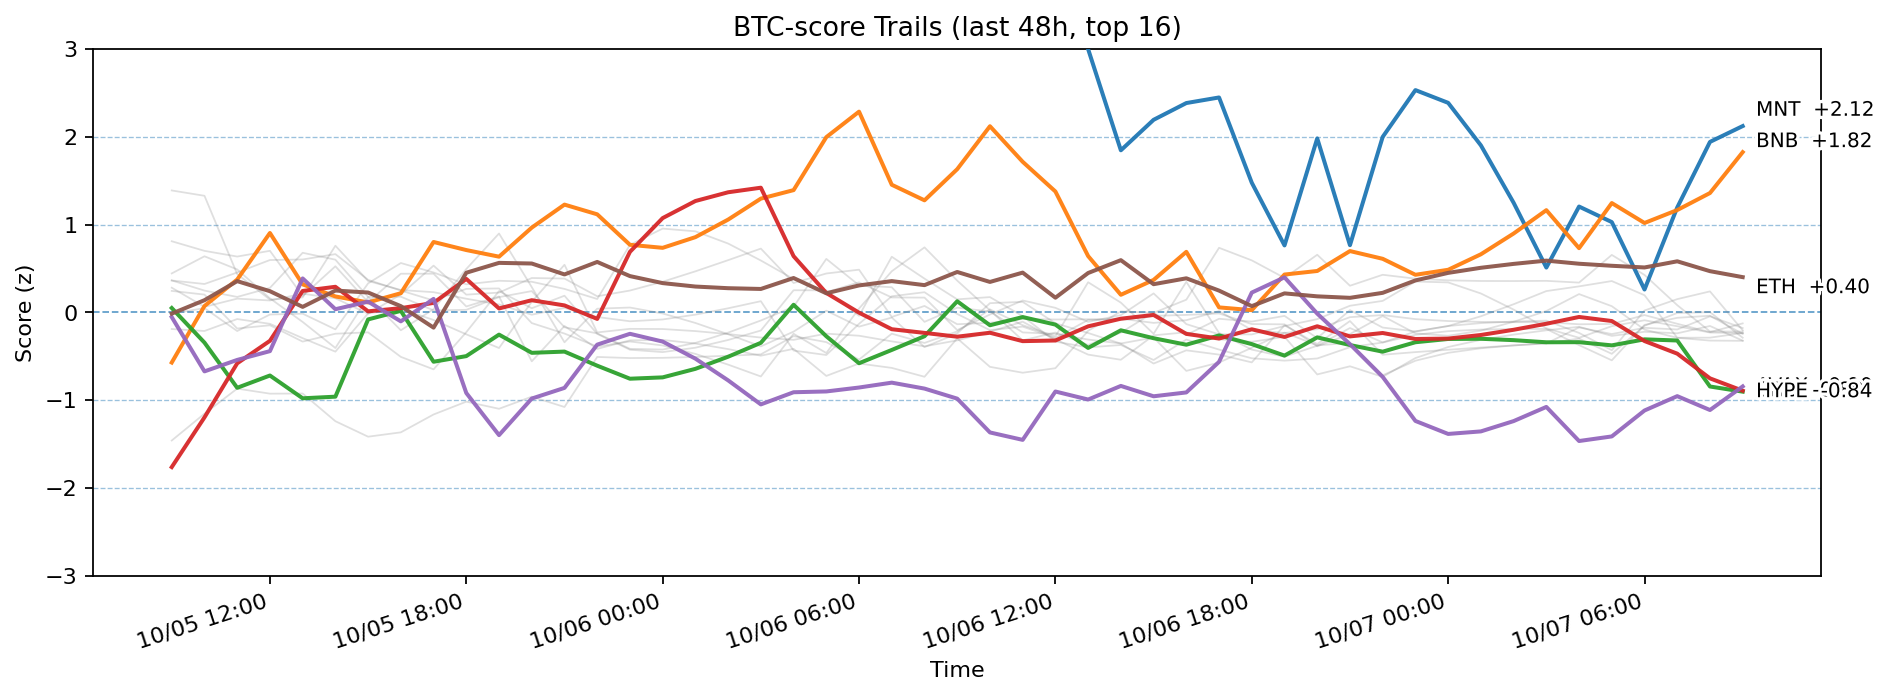 BTC-score Trails (last 48h, top 16)
Score (z)
3
2
1
0
−1
−2
−3
MNT +2.12
BNB +1.82
ETH +0.40
HYPE -0.84
10/05 12:00
10/05 18:00
10/06 00:00
10/06 06:00
10/06 12:00
10/06 18:00
10/07 00:00
10/07 06:00
Time